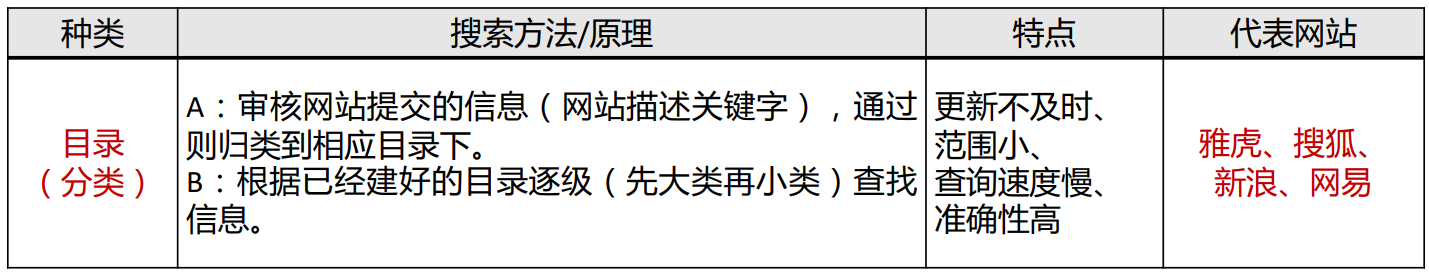 种类 搜索方法/原理 特点 代表网站
目录
（分类）
A：审核网站提交的信息（网站描述关键字），通过
则归类到相应目录下。
B：根据已经建好的目录逐级（先大类再小类）查找
信息。
更新不及时、
范围小、
查询速度慢、
准确性高
雅虎、搜狐、
新浪、网易